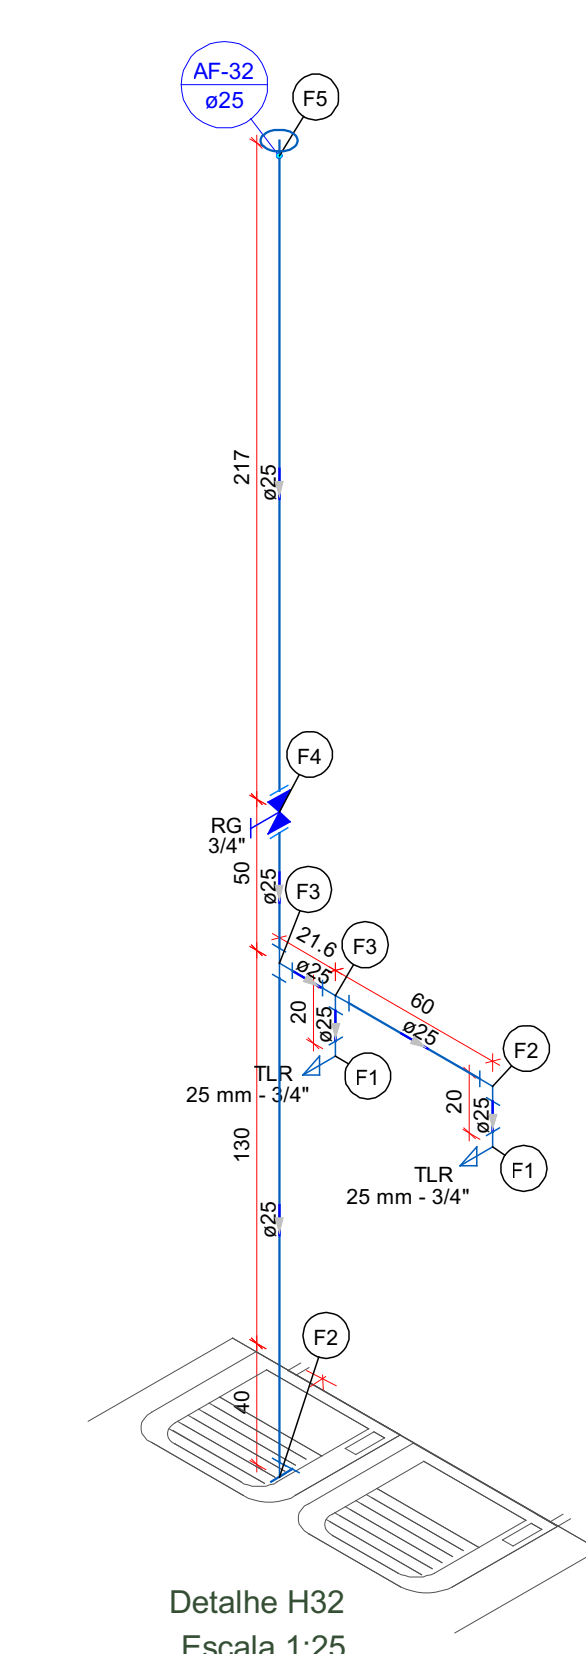 AF-32
ø25
F5
217
ø25
F4
RG
3/4"
50
ø25
F3
21.6
F3
ø25
60
20
ø25
ø25
F2
TLR
25 mm - 3/4"
F1
20
ø25
130
TLR
25 mm - 3/4"
F1
ø25
F2
40
Detalhe H32
Escala 1:25